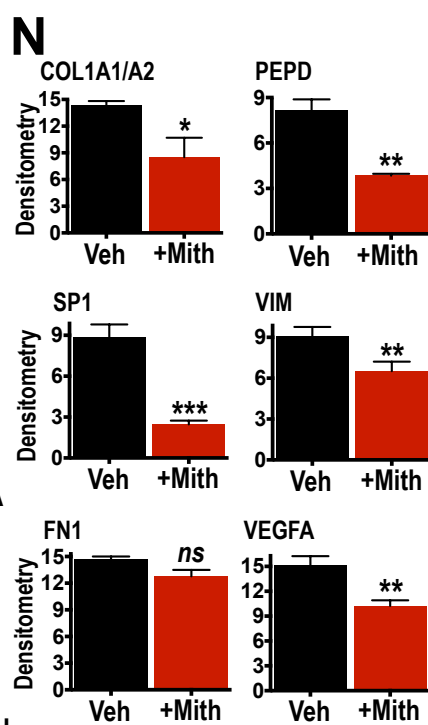 N
COL1A1/A2 PEPD
Densitometry
15
12
9
6
3
0
*
Veh +Mith
9
6
3
0
**
Veh +Mith
SP1 VIM
Densitometry
9
6
3
0
***
Veh +Mith
9
6
3
0
**
Veh +Mith
FN1 VEGFA
Densitometry
15
12
9
6
3
0
ns
Veh +Mith
15
12
9
6
3
0
**
Veh +Mith